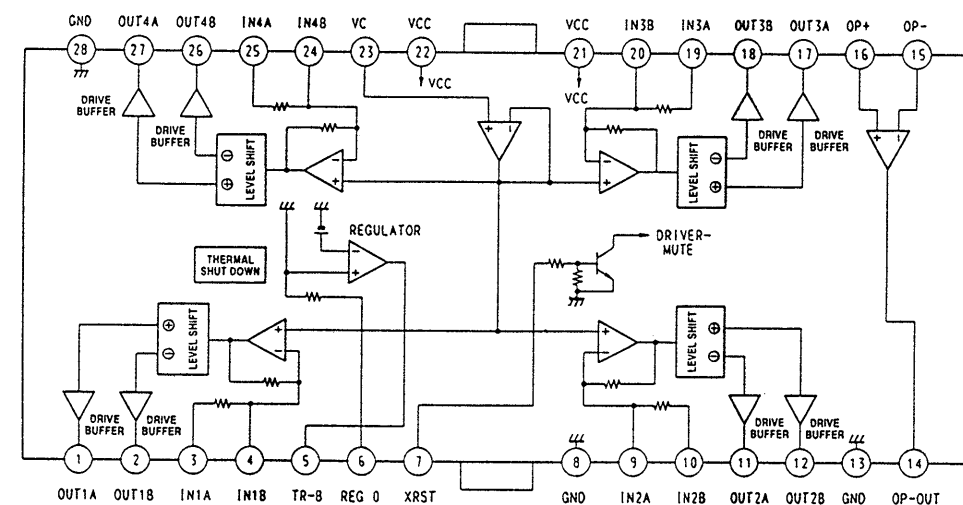 GND OUT4A OUT4B IN4A IN4B VC VCC VCC IN3B IN3A OUT3B OUT3A OP+ OP-
28 27 26 25 24 23 22 21 20 19 18 17 16 15
VCC VCC
DRIVE
BUFFER
DRIVE
BUFFER
DRIVE
BUFFER
DRIVE
BUFFER
LEVEL SHIFT
LEVEL SHIFT
REGULATOR
DRIVER-
MUTE
THERMAL
SHUT DOWN
LEVEL SHIFT
LEVEL SHIFT
DRIVE
BUFFER
DRIVE
BUFFER
DRIVE
BUFFER
DRIVE
BUFFER
1 2 3 4 5 6 7 8 9 10 11 12 13 14
OUT1A OUT1B IN1A IN1B TR-B REG O XRST GND IN2A IN2B OUT2A OUT2B GND OP-OUT